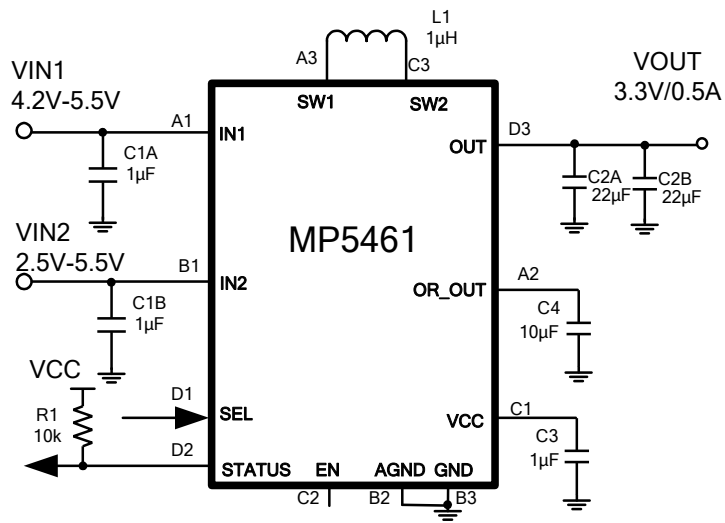 L1
1µH
A3
C3
VIN1
4.2V-5.5V
VOUT
3.3V/0.5A
SW1
SW2
A1
IN1
D3
OUT
C1A
1µF
C2A
22µF
C2B
22µF
MP5461
VIN2
2.5V-5.5V
B1
IN2
A2
OR_OUT
C1B
1µF
C4
10µF
VCC
R1
10k
D1
SEL
C1
VCC
C3
1µF
D2
STATUS
EN
AGND
GND
C2
B2
B3